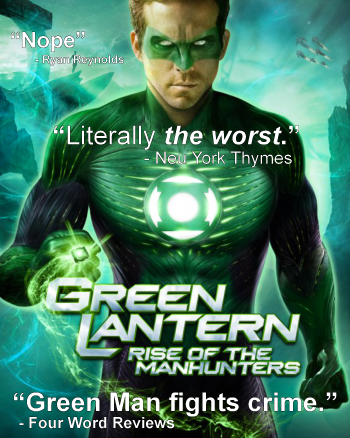 “Nope”
- Ryan Reynolds
“Literally the worst.”
- Neu York Thymes
GREEN
LANTERN
RISE OF THE
MANHUNTERS
“Green Man fights crime.”
- Four Word Reviews